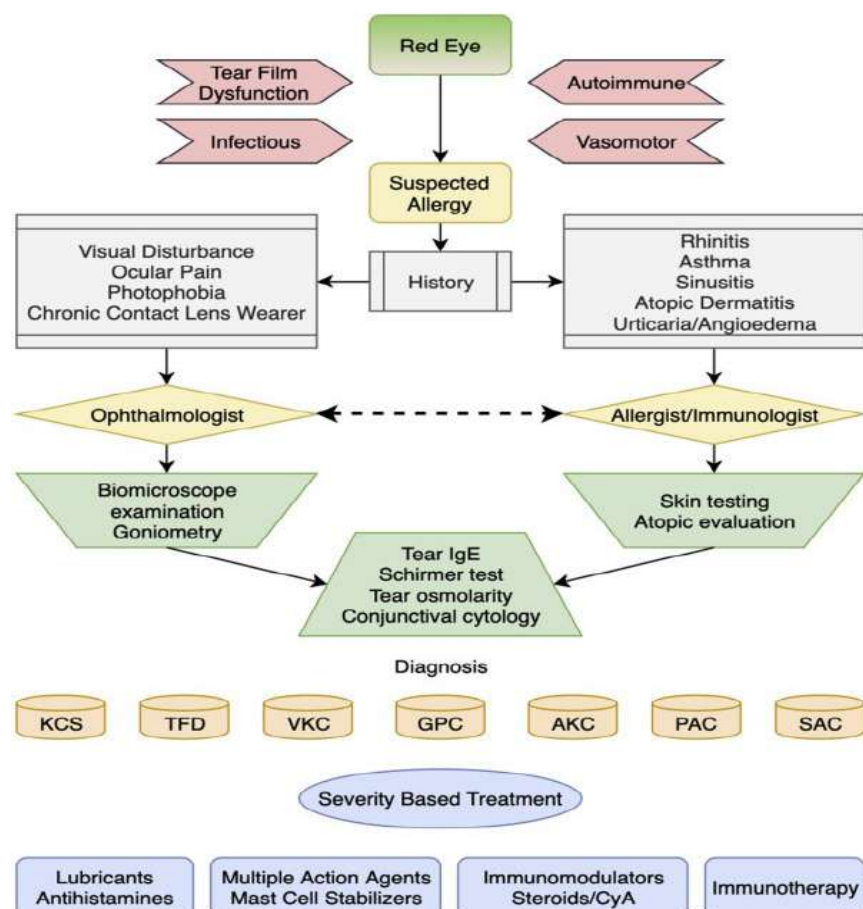 Red Eye
Tear Film
Dysfunction
Autoimmune
Infectious
Vasomotor
Suspected
Allergy
Visual Disturbance
Ocular Pain
Photophobia
Chronic Contact Lens Wearer
History
Rhinitis
Asthma
Sinusitis
Atopic Dermatitis
Urticaria/Angioedema
Ophthalmologist
Allergist/Immunologist
Biomicroscope
examination
Goniometry
Skin testing
Atopic evaluation
Tear IgE
Schirmer test
Tear osmolarity
Conjunctival cytology
Diagnosis
KCS
TFD
VKC
GPC
AKC
PAC
SAC
Severity Based Treatment
Lubricants
Antihistamines
Multiple Action Agents
Mast Cell Stabilizers
Immunomodulators
Steroids/CyA
Immunotherapy